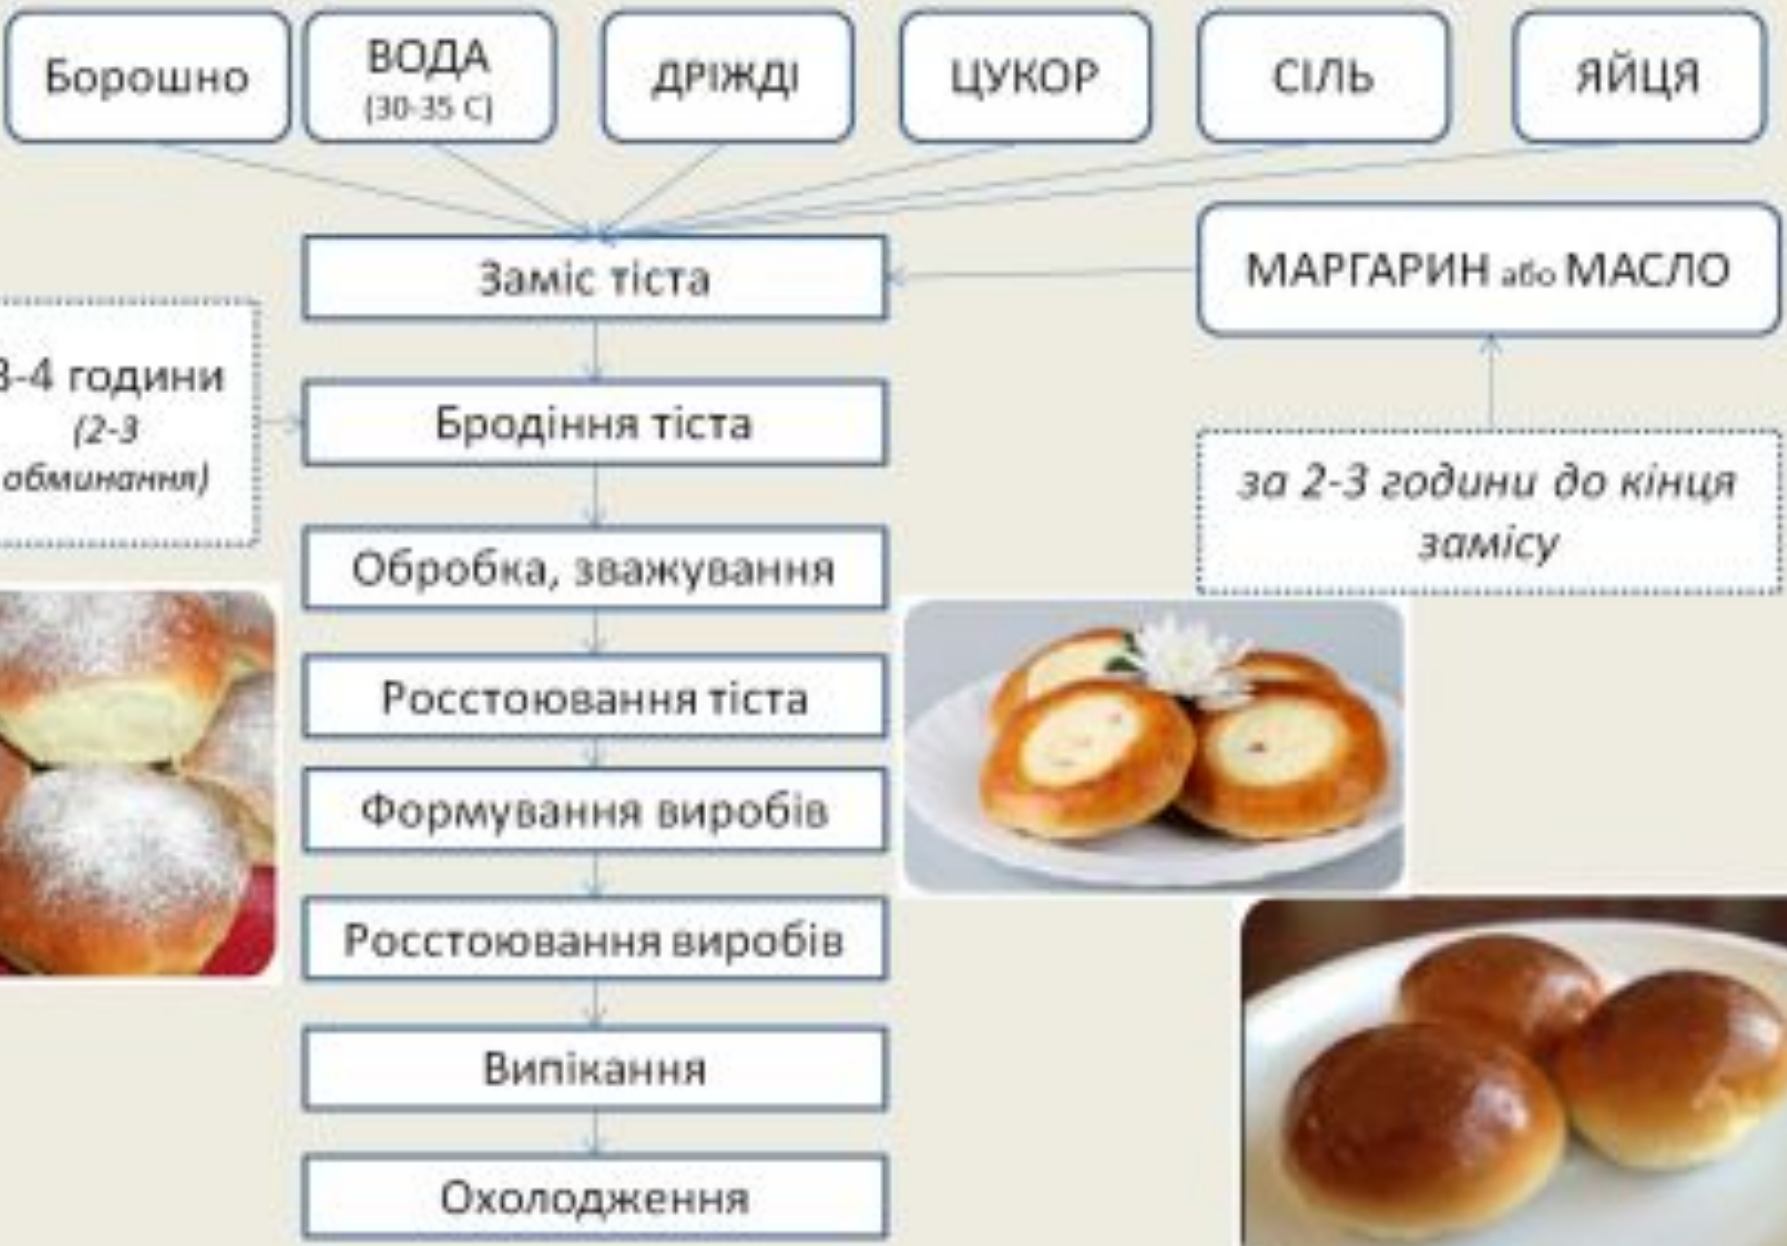 Борошно
ВОДА
(30-35 С)
ДРІЖДІ
ЦУКОР
СІЛЬ
ЯЙЦЯ
Заміс тіста
МАРГАРИН або МАСЛО
3-4 години
(2-3
обминання)
Бродіння тіста
за 2-3 години до кінця
замісу
Обробка, зважування
Росстоювання тіста
Формування виробів
Росстоювання виробів
Випікання
Охолодження